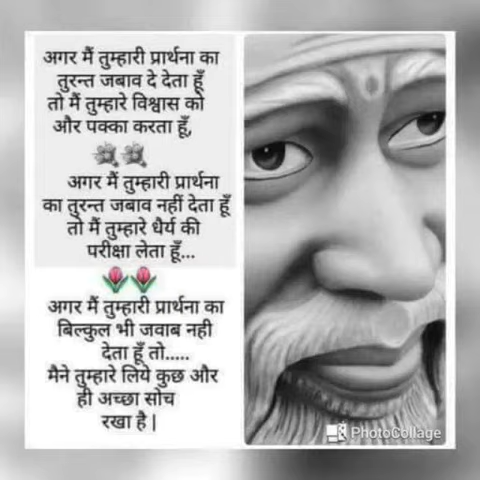 अगर मैं तुम्हारी प्रार्थना का
तुरन्त जबाव दे देता हूँ
तो मैं तुम्हारे विश्वास को
और पक्का करता हूँ,
अगर मैं तुम्हारी प्रार्थना
का तुरन्त जबाव नहीं देता हूँ
तो मैं तुम्हारे धैर्य की
परीक्षा लेता हूँ...
अगर मैं तुम्हारी प्रार्थना का
बिल्कुल भी जवाब नही
देता हूँ तो.....
मैने तुम्हारे लिये कुछ और
ही अच्छा सोच
रखा है |
PhotoCollage